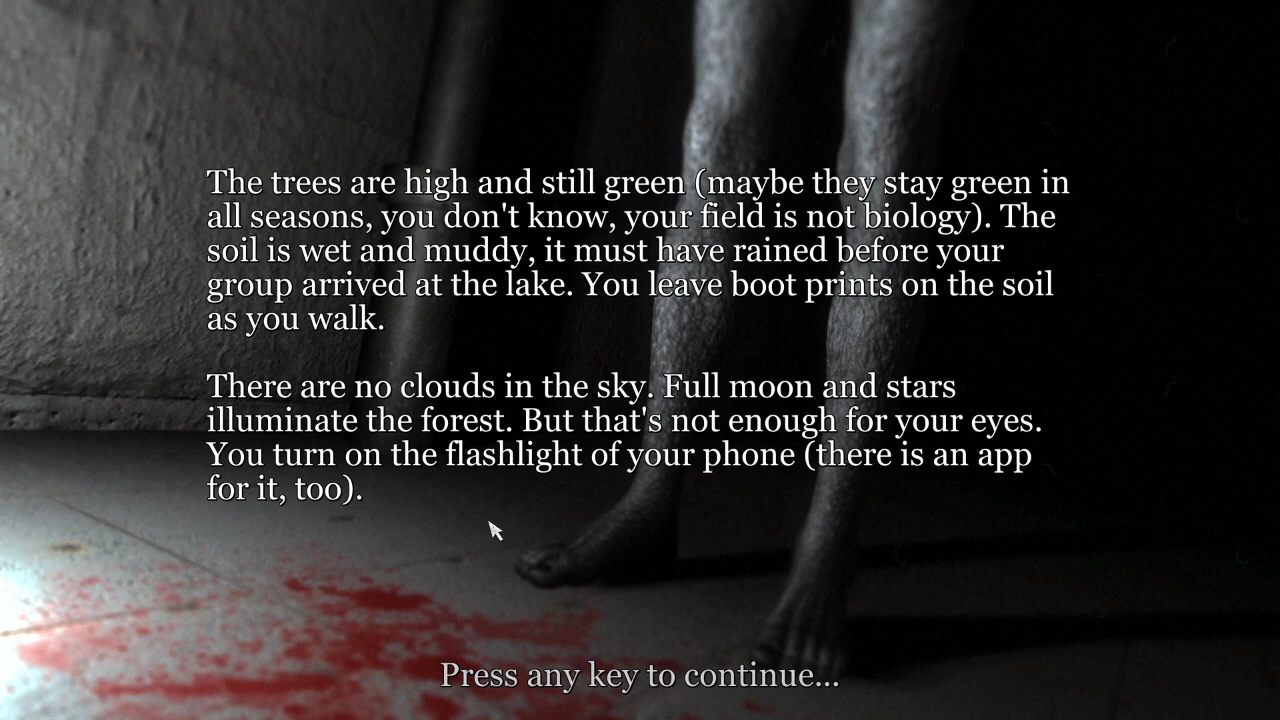 The trees are high and still green (maybe they stay green in
all seasons, you don't know, your field is not biology). The
soil is wet and muddy, it must have rained before your
group arrived at the lake. You leave boot prints on the soil
as you walk.
There are no clouds in the sky. Full moon and stars
illuminate the forest. But that's not enough for your eyes.
You turn on the flashlight of your phone (there is an app
for it, too).
Press any key to continue...